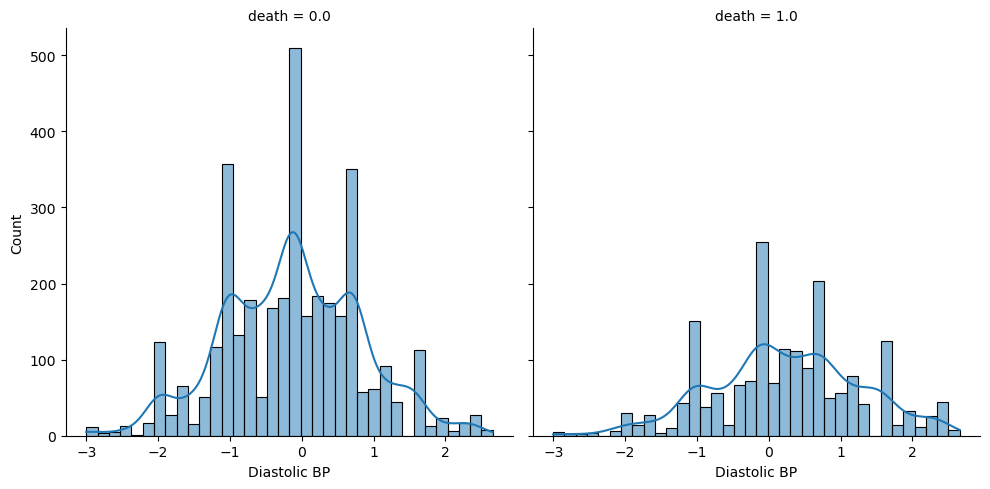 death = 0.0
death = 1.0
Count
500
400
300
200
100
0
−3 −2 −1 0 1 2
−3 −2 −1 0 1 2
Diastolic BP
Diastolic BP